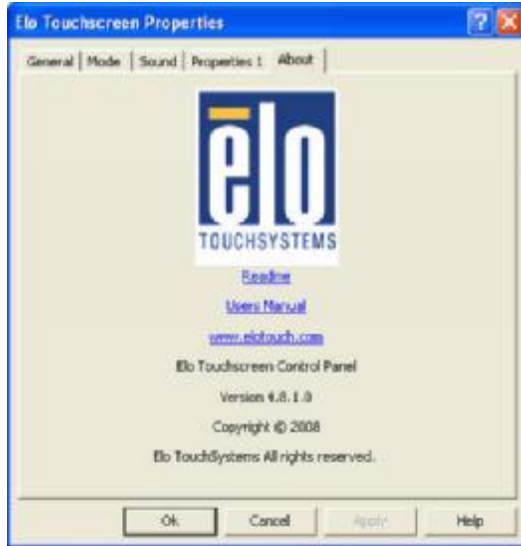 Elo Touchscreen Properties
General Mode Sound Properties 1 About
ēlo
TOUCHSYSTEMS
Readme
Users Manual
www.elotouch.com
Elo Touchscreen Control Panel
Version 4.8.1.0
Copyright © 2008
Elo TouchSystems All rights reserved.
Ok Cancel Apply Help